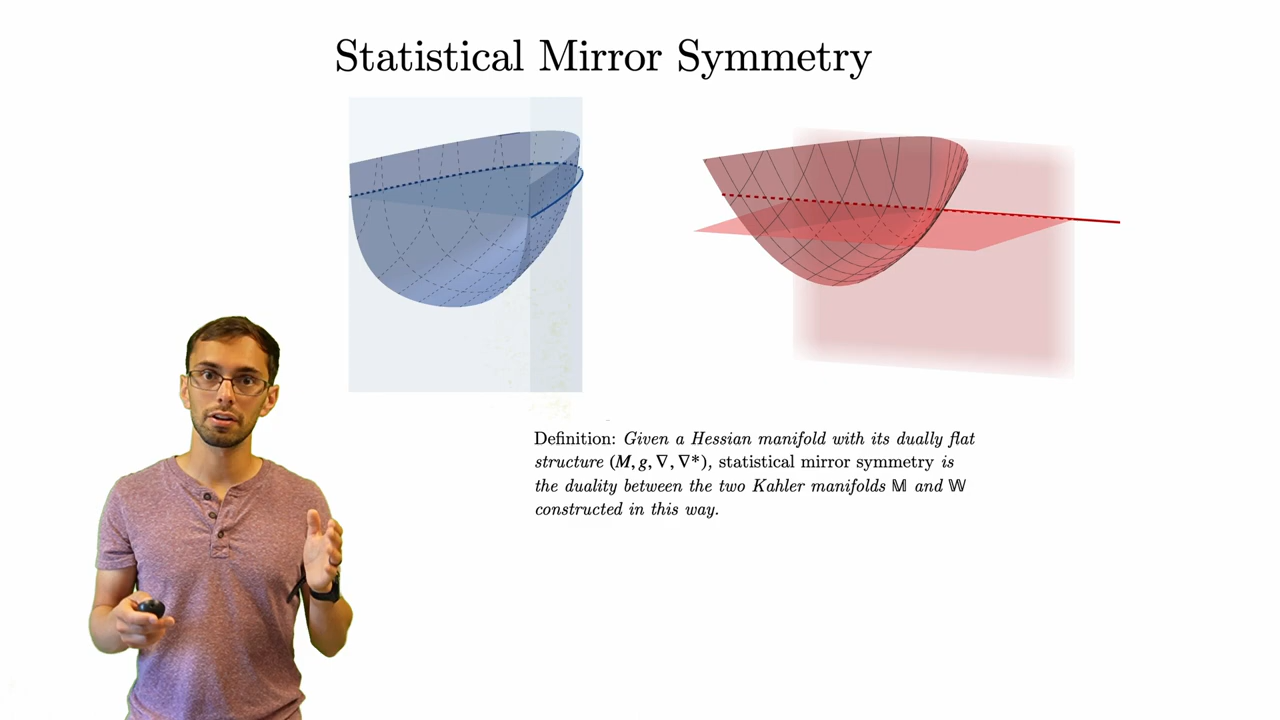 Statistical Mirror Symmetry
Definition: Given a Hessian manifold with its dually flat
structure (M, g, ∇, ∇*), statistical mirror symmetry is
the duality between the two Kahler manifolds 𝕄 and 𝕎
constructed in this way.